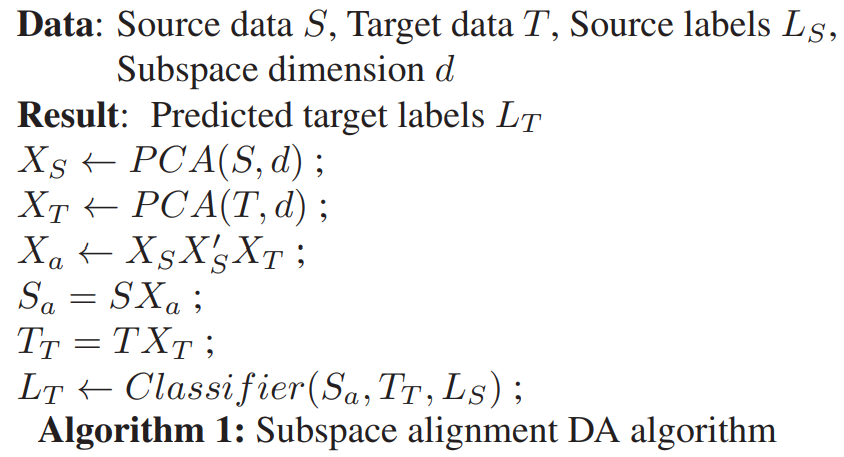 Data: Source data S, Target data T, Source labels L_S,
Subspace dimension d
Result: Predicted target labels L_T
X_S ← PCA(S, d) ;
X_T ← PCA(T, d) ;
X_a ← X_S X'_S X_T ;
S_a = S X_a ;
T_T = T X_T ;
L_T ← Classifier(S_a, T_T, L_S) ;
Algorithm 1: Subspace alignment DA algorithm